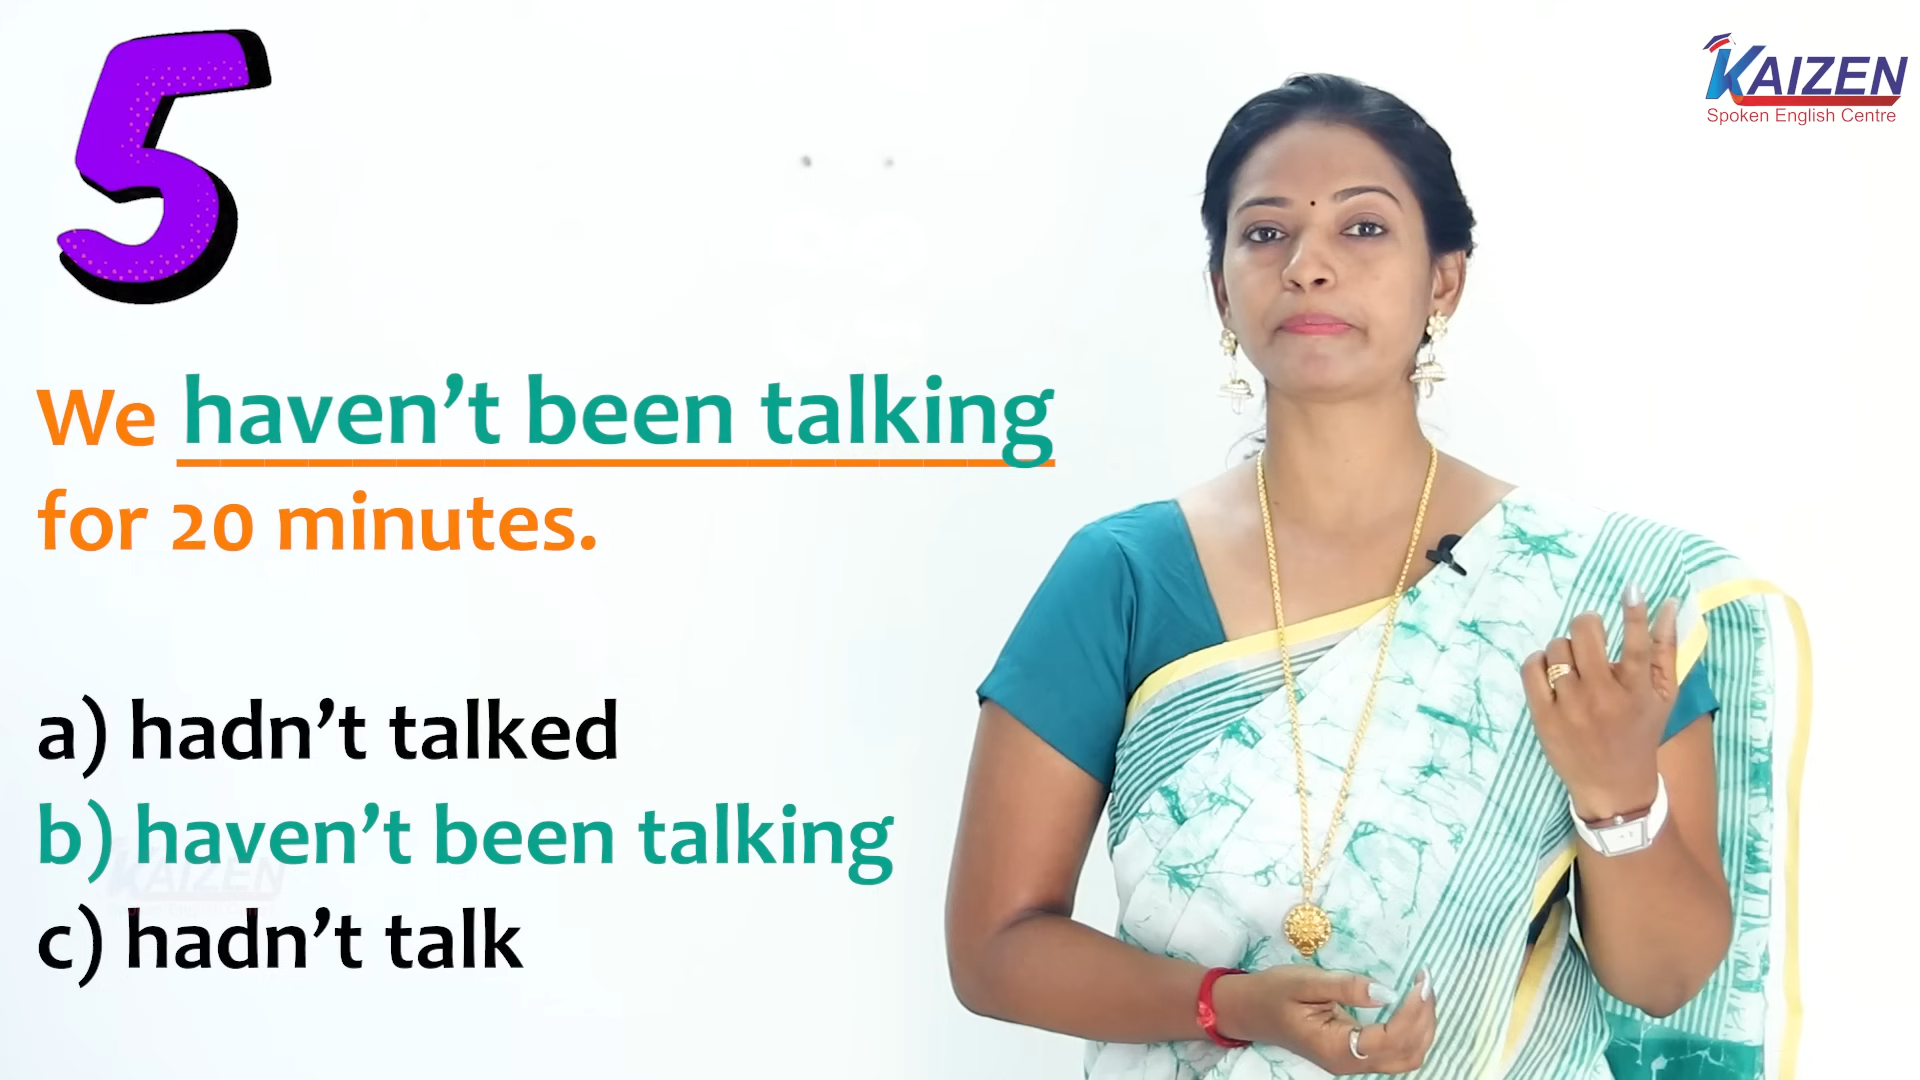 5
KAIZEN
Spoken English Centre
We haven't been talking
for 20 minutes.
a) hadn't talked
b) haven't been talking
c) hadn't talk
KAIZEN